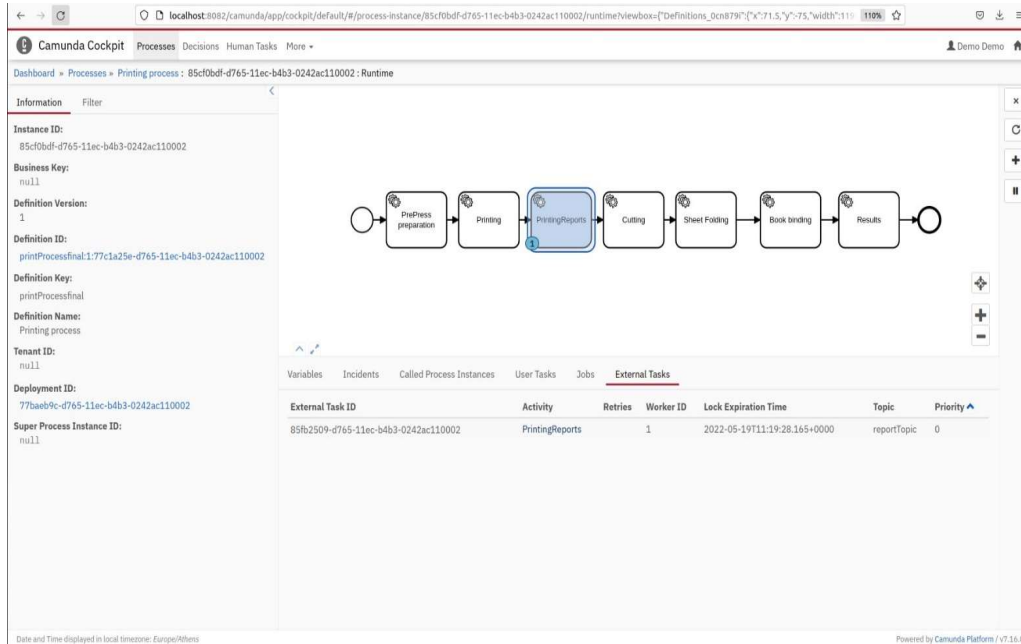 localhost:8082/camunda/app/cockpit/default/#/process-instance/85cf0bdf-d765-11ec-b4b3-0242ac110002/runtime?viewbox={"Definitions_0cn879i":{"x":71.5,"y":-75,"width":11 110%
Camunda Cockpit Processes Decisions Human Tasks More Demo Demo
Dashboard » Processes » Printing process : 85cf0bdf-d765-11ec-b4b3-0242ac110002 : Runtime
Information Filter
Instance ID:
85cf0bdf-d765-11ec-b4b3-0242ac110002
Business Key:
null
Definition Version:
1
Definition ID:
printProcessfinal:1:77c1a25e-d765-11ec-b4b3-0242ac110002
Definition Key:
printProcessfinal
Definition Name:
Printing process
Tenant ID:
null
Deployment ID:
77baeb9c-d765-11ec-b4b3-0242ac110002
Super Process Instance ID:
null
PrePress
preparation
Printing
PrintingReports
1
Cutting
Sheet Folding
Book binding
Results
Variables Incidents Called Process Instances User Tasks Jobs External Tasks
External Task ID Activity Retries Worker ID Lock Expiration Time Topic Priority
85fb2509-d765-11ec-b4b3-0242ac110002 PrintingReports 1 2022-05-19T11:19:28.165+0000 reportTopic 0
Date and Time displayed in local timezone: Europe/Athens
Powered by Camunda Platform / v7.16.